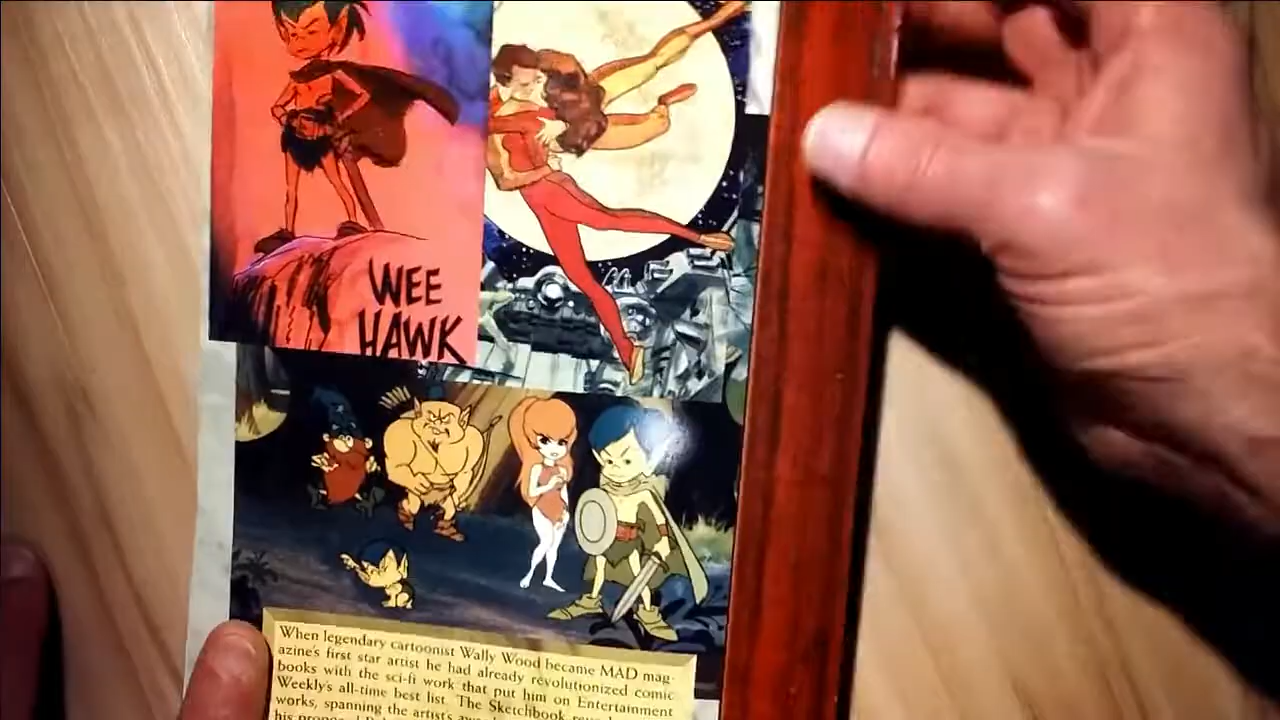 WEE
HAWK
When legendary cartoonist Wally Wood became MAD mag-
azine's first star artist he had already revolutionized comic
books with the sci-fi work that put him on Entertainment
Weekly's all-time best list. The Sketchbook
works, spanning the artist's
his